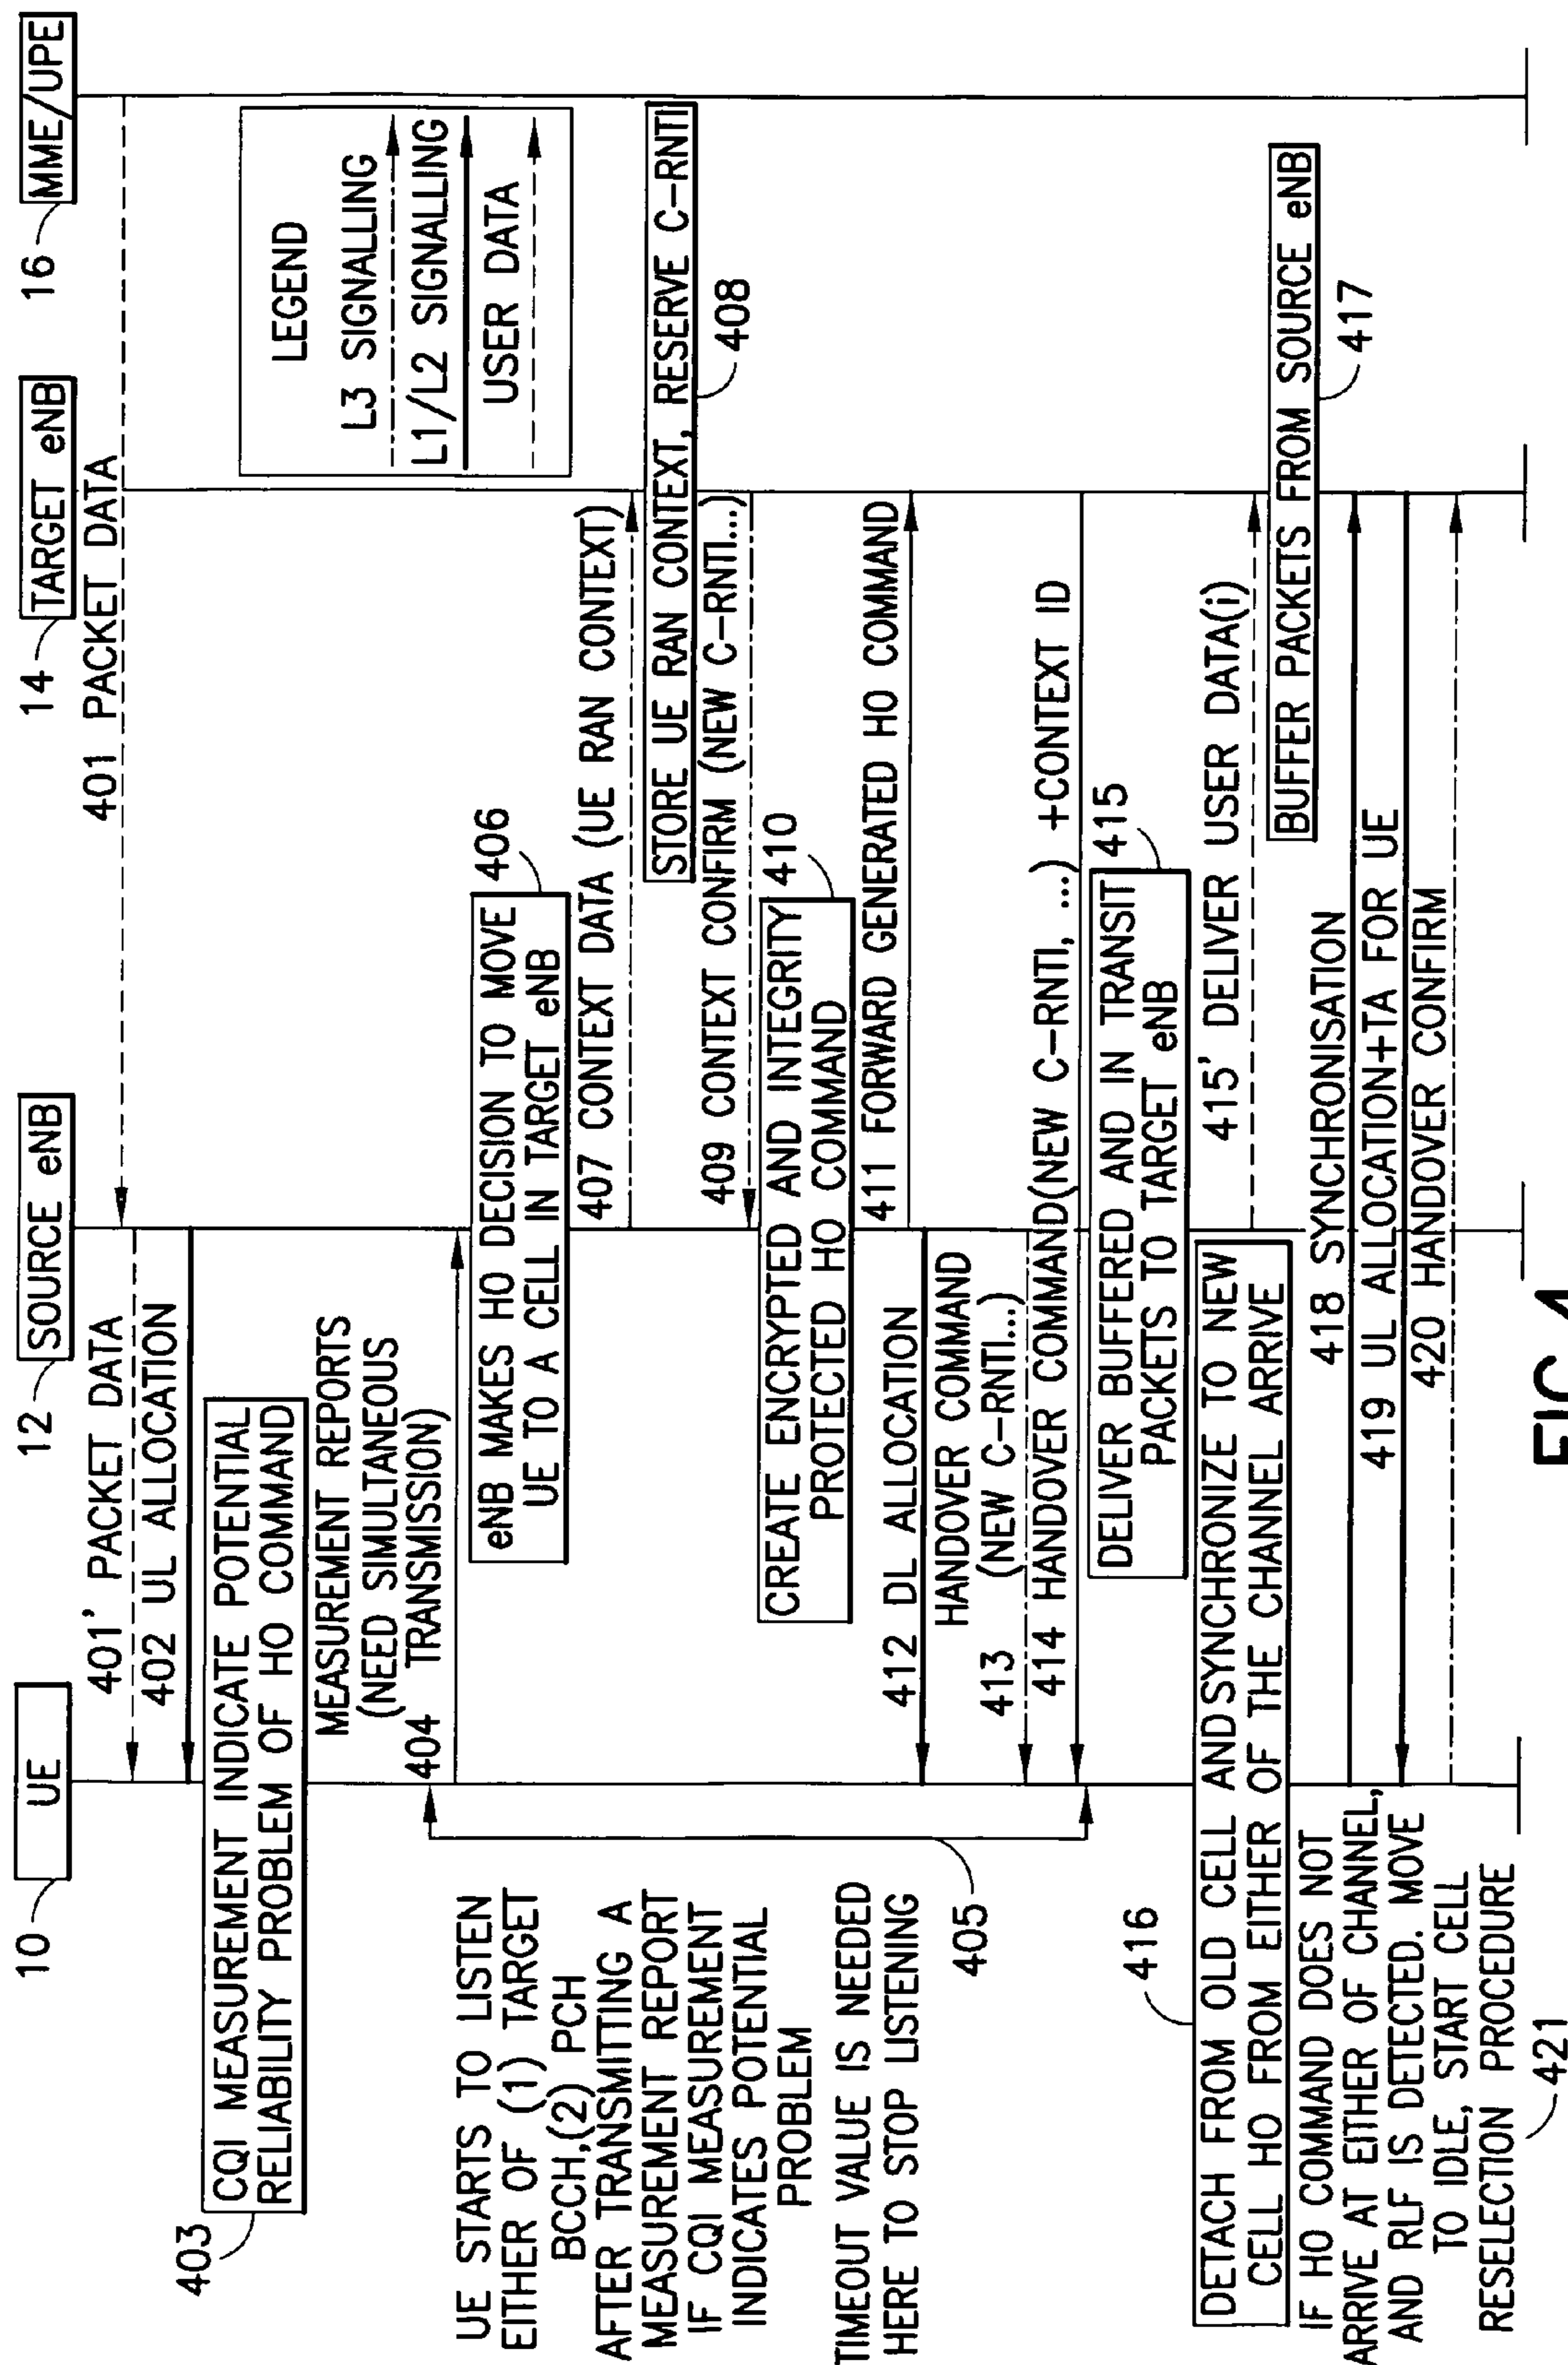 10
UE
12
SOURCE eNB
14
TARGET eNB
16
MME/UPE
401 PACKET DATA
401' PACKET DATA
402 UL ALLOCATION
LEGEND
L3 SIGNALLING
L1/L2 SIGNALLING
USER DATA
403
CQI MEASUREMENT INDICATE POTENTIAL
RELIABILITY PROBLEM OF HO COMMAND
MEASUREMENT REPORTS
(NEED SIMULTANEOUS
404 TRANSMISSION)
UE STARTS TO LISTEN
EITHER OF (1) TARGET
BCCH,(2) PCH
AFTER TRANSMITTING A
MEASUREMENT REPORT
IF CQI MEASUREMENT
INDICATES POTENTIAL
PROBLEM
TIMEOUT VALUE IS NEEDED
HERE TO STOP LISTENING
405
eNB MAKES HO DECISION TO MOVE
UE TO A CELL IN TARGET eNB
406
407 CONTEXT DATA (UE RAN CONTEXT)
STORE UE RAN CONTEXT, RESERVE C-RNTI
408
409 CONTEXT CONFIRM (NEW C-RNTI...)
CREATE ENCRYPTED AND INTEGRITY
PROTECTED HO COMMAND
410
411 FORWARD GENERATED HO COMMAND
412 DL ALLOCATION
HANDOVER COMMAND
413 (NEW C-RNTI...)
414 HANDOVER COMMAND(NEW C-RNTI, ...) +CONTEXT ID
DELIVER BUFFERED AND IN TRANSIT
PACKETS TO TARGET eNB
415
415' DELIVER USER DATA(i)
416
DETACH FROM OLD CELL AND SYNCHRONIZE TO NEW
CELL HO FROM EITHER OF THE CHANNEL ARRIVE
BUFFER PACKETS FROM SOURCE eNB
417
418 SYNCHRONISATION
419 UL ALLOCATION+TA FOR UE
420 HANDOVER CONFIRM
IF HO COMMAND DOES NOT
ARRIVE AT EITHER OF CHANNEL,
AND RLF IS DETECTED. MOVE
TO IDLE, START CELL
RESELECTION PROCEDURE
421